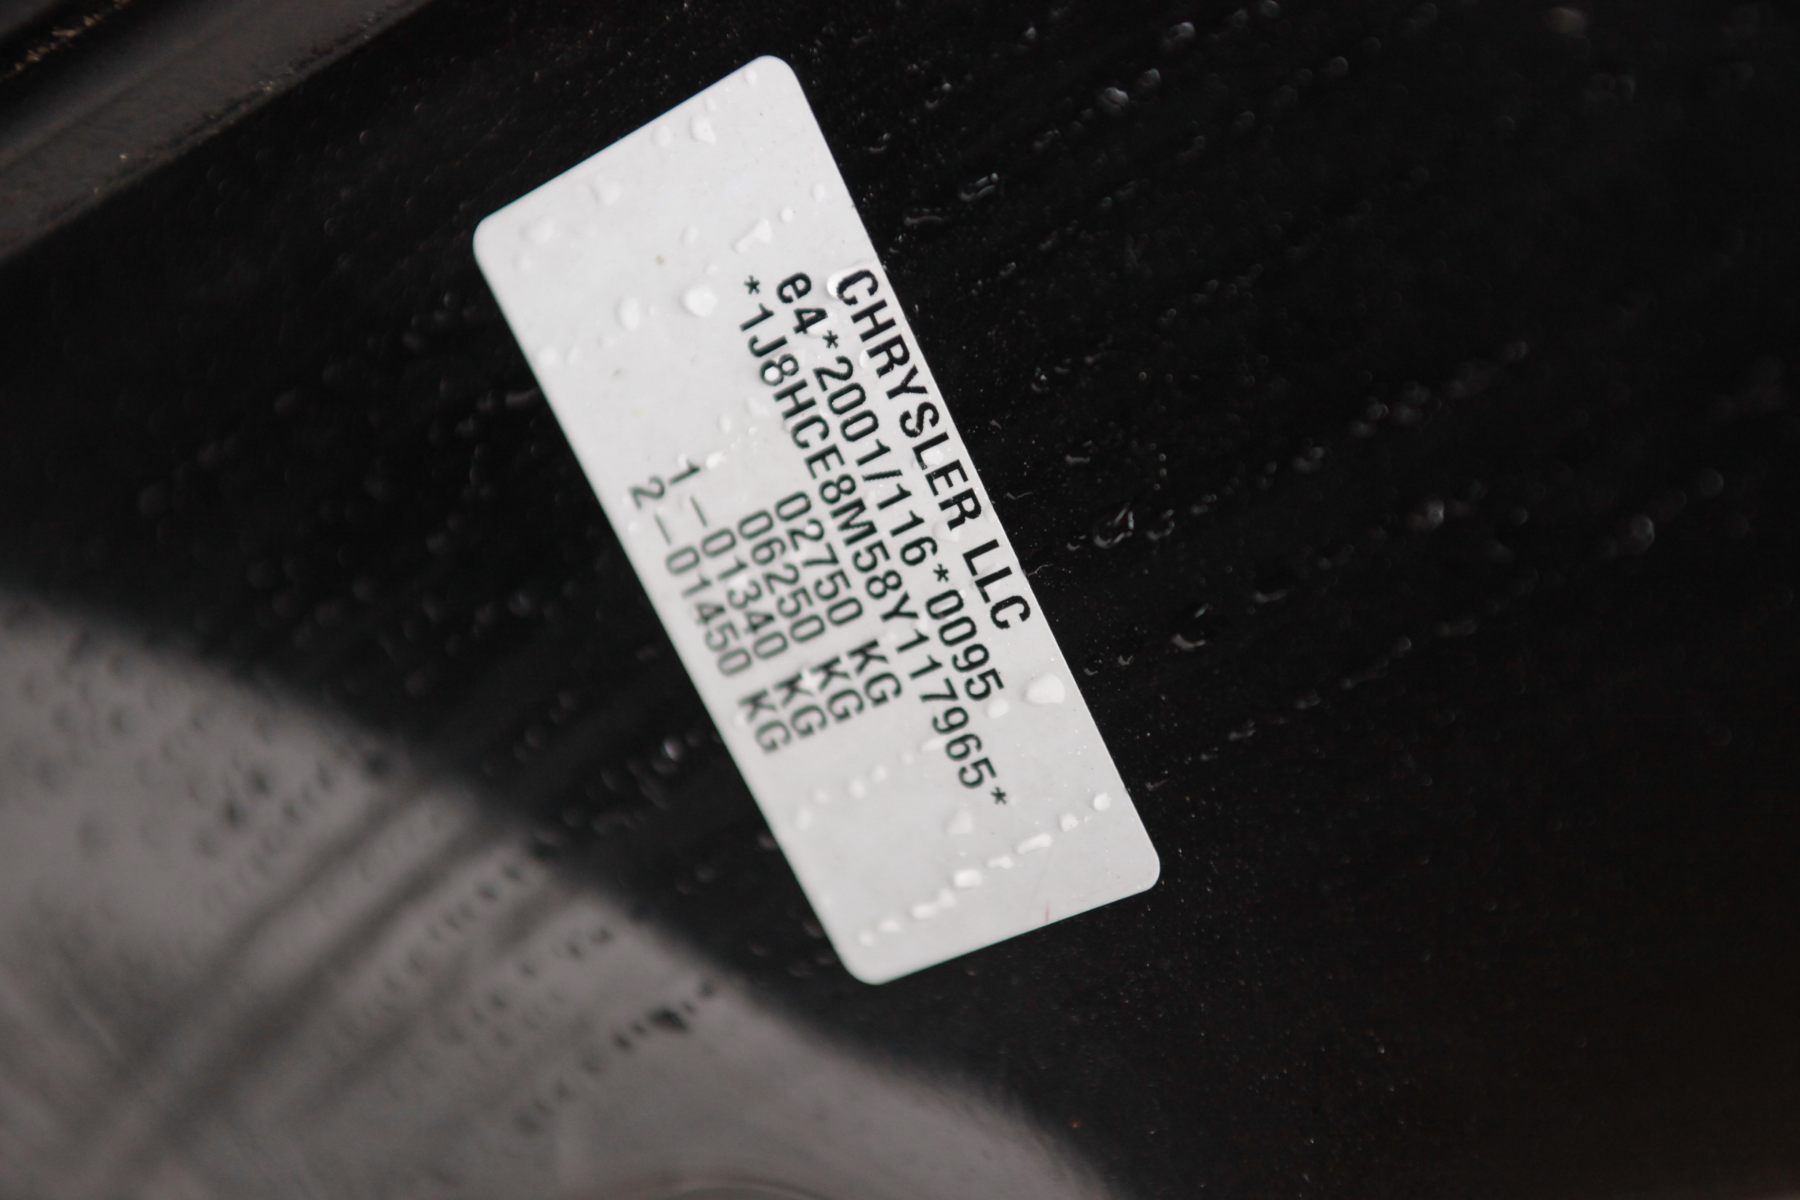 CHRYSLER LLC
e4*2001/116*0095
*1J8HCE8M58Y117965*
02750 KG
06250 KG
1-01340 KG
2-01450 KG